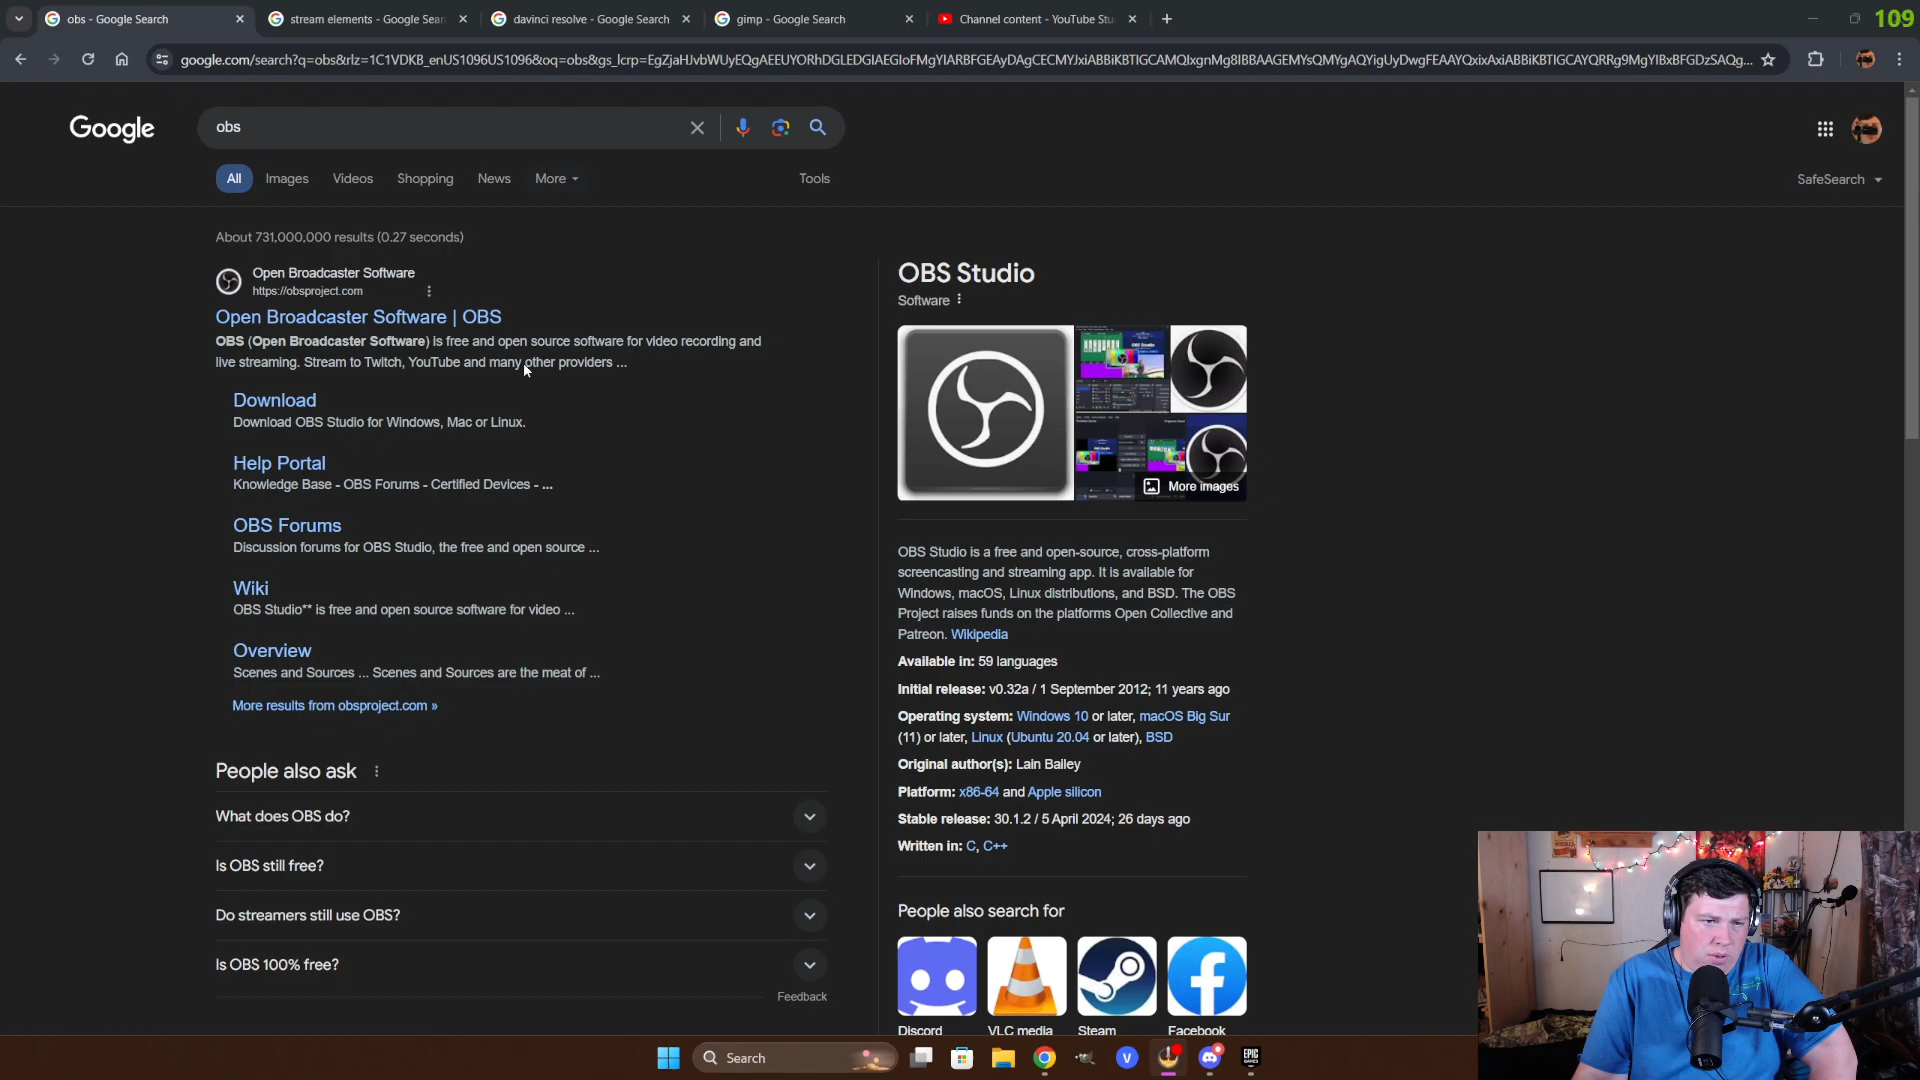 obs - Google Search
stream elements - Google Sear
davinci resolve - Google Search
gimp - Google Search
Channel content - YouTube Stu
109
google.com/search?q=obs&rlz=1C1VDKB_enUS1096US1096&oq=obs&gs_lcrp=EgZjaHJvbWUyEQgAEEUYORhDGLEDGIAEGIoFMgYIARBFGEAyDAgCECMYJxiABBiKBTIGCAMQIxgnMg8IBBAAGEMYsQMYgAQYigUyDwgFEAAYQxixAxiABBiKBTIGCAYQRRg9MgYIBxBFGDzSAQg...
Google
obs
All
Images
Videos
Shopping
News
More
Tools
SafeSearch
About 731,000,000 results (0.27 seconds)
Open Broadcaster Software
https://obsproject.com
Open Broadcaster Software | OBS
OBS (Open Broadcaster Software) is free and open source software for video recording and
live streaming. Stream to Twitch, YouTube and many other providers ...
Download
Download OBS Studio for Windows, Mac or Linux.
Help Portal
Knowledge Base - OBS Forums - Certified Devices - ...
OBS Forums
Discussion forums for OBS Studio, the free and open source ...
Wiki
OBS Studio** is free and open source software for video ...
Overview
Scenes and Sources ... Scenes and Sources are the meat of ...
More results from obsproject.com »
People also ask
What does OBS do?
Is OBS still free?
Do streamers still use OBS?
Is OBS 100% free?
Feedback
OBS Studio
Software
More images
OBS Studio is a free and open-source, cross-platform
screencasting and streaming app. It is available for
Windows, macOS, Linux distributions, and BSD. The OBS
Project raises funds on the platforms Open Collective and
Patreon. Wikipedia
Available in: 59 languages
Initial release: v0.32a / 1 September 2012; 11 years ago
Operating system: Windows 10 or later, macOS Big Sur
(11) or later, Linux (Ubuntu 20.04 or later), BSD
Original author(s): Lain Bailey
Platform: x86-64 and Apple silicon
Stable release: 30.1.2 / 5 April 2024; 26 days ago
Written in: C, C++
People also search for
Discord
VLC media
Steam
Facebook
Search
V
EPIC
GAMES